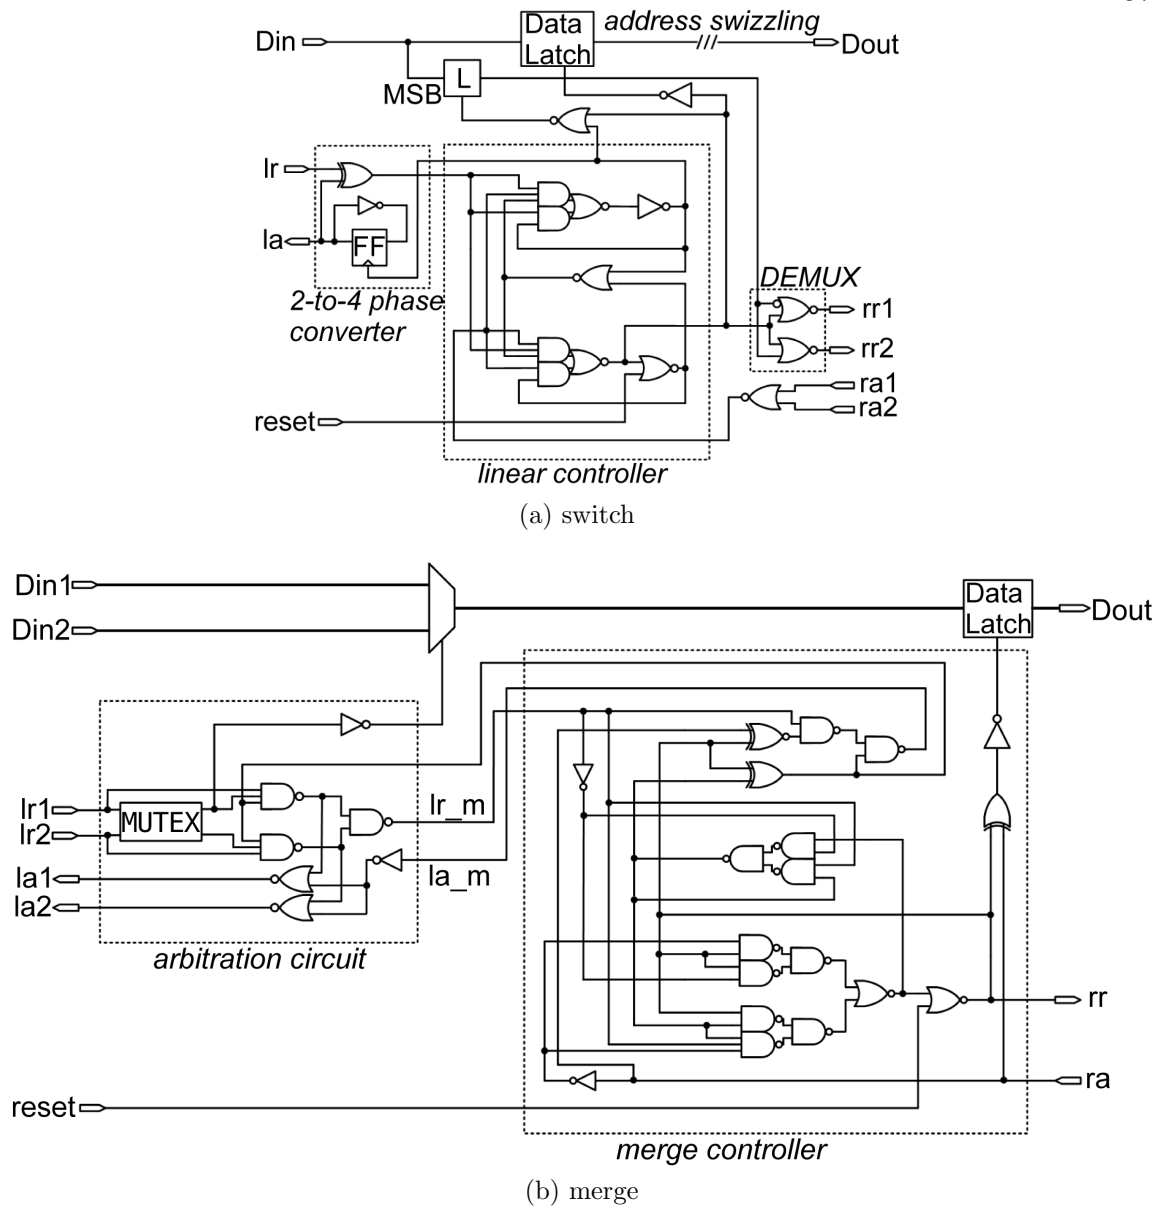 address swizzling
Din
Data
Latch
Dout
MSB
L
lr
la
FF
2-to-4 phase
converter
DEMUX
rr1
rr2
ra1
ra2
reset
linear controller
(a) switch
Din1
Din2
Data
Latch
Dout
lr1
lr2
MUTEX
la1
la2
lr_m
la_m
arbitration circuit
rr
ra
reset
merge controller
(b) merge